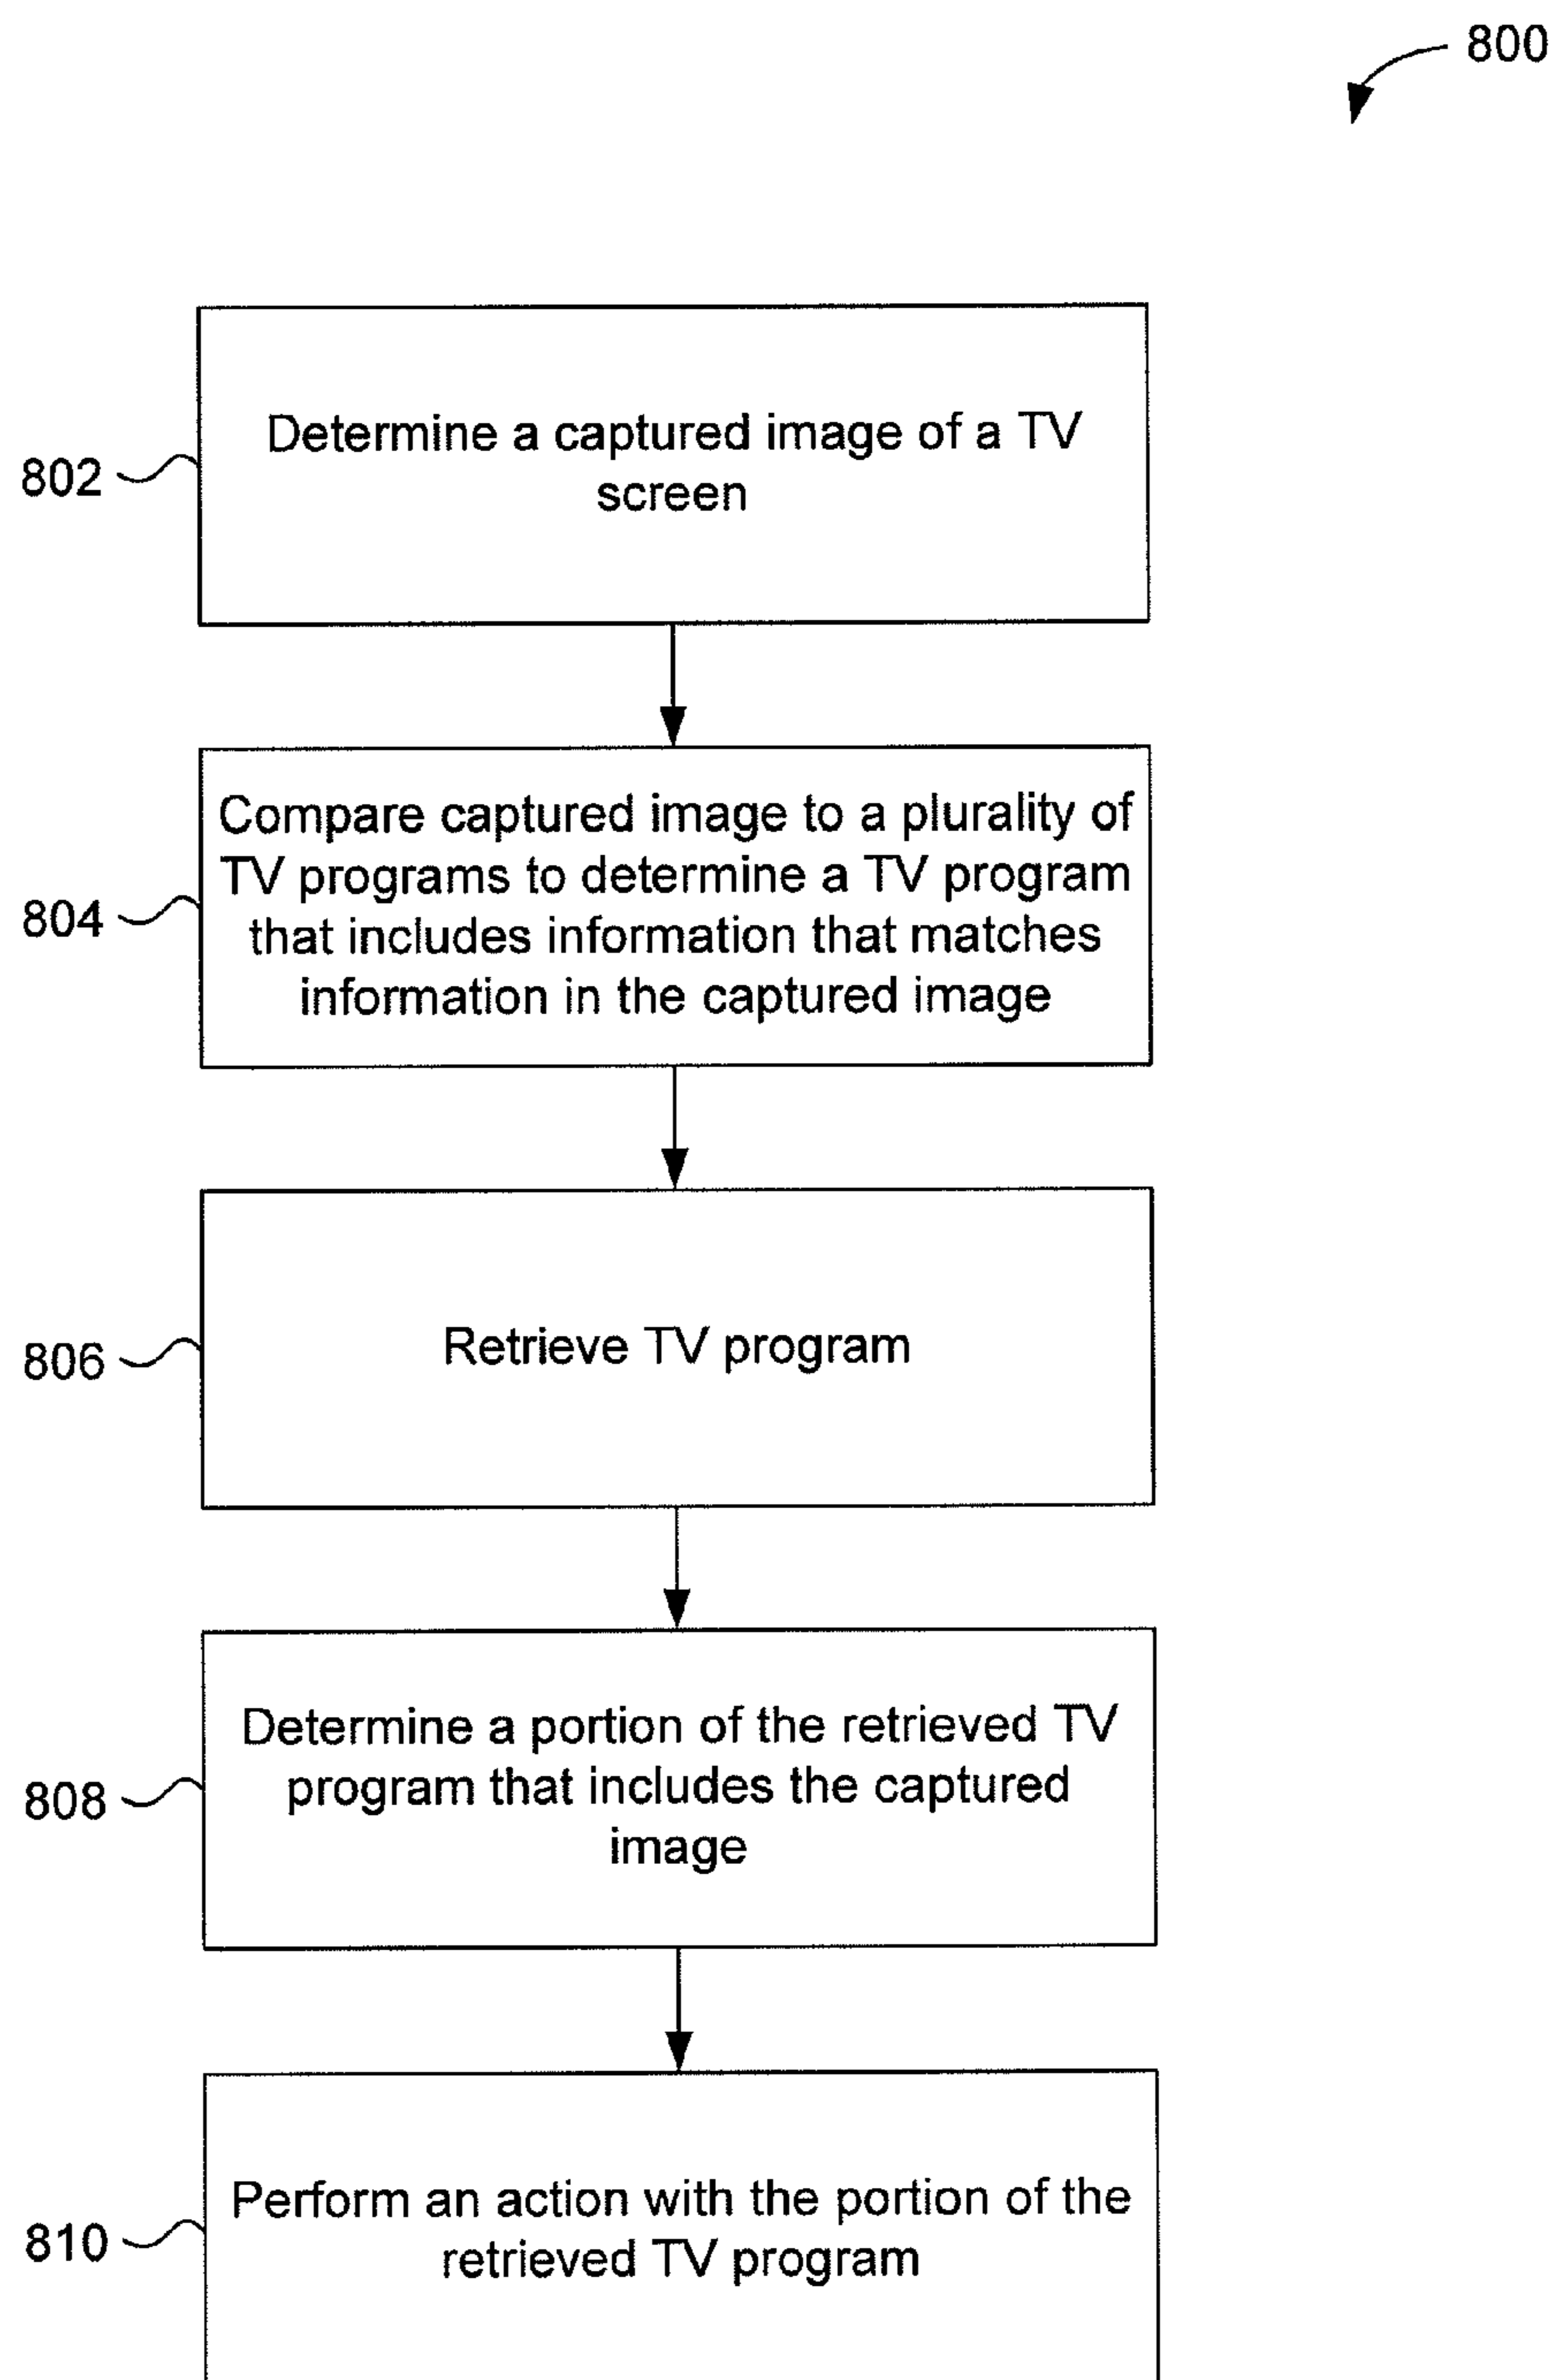 800
802
Determine a captured image of a TV
screen
804
Compare captured image to a plurality of
TV programs to determine a TV program
that includes information that matches
information in the captured image
806
Retrieve TV program
808
Determine a portion of the retrieved TV
program that includes the captured
image
810
Perform an action with the portion of the
retrieved TV program